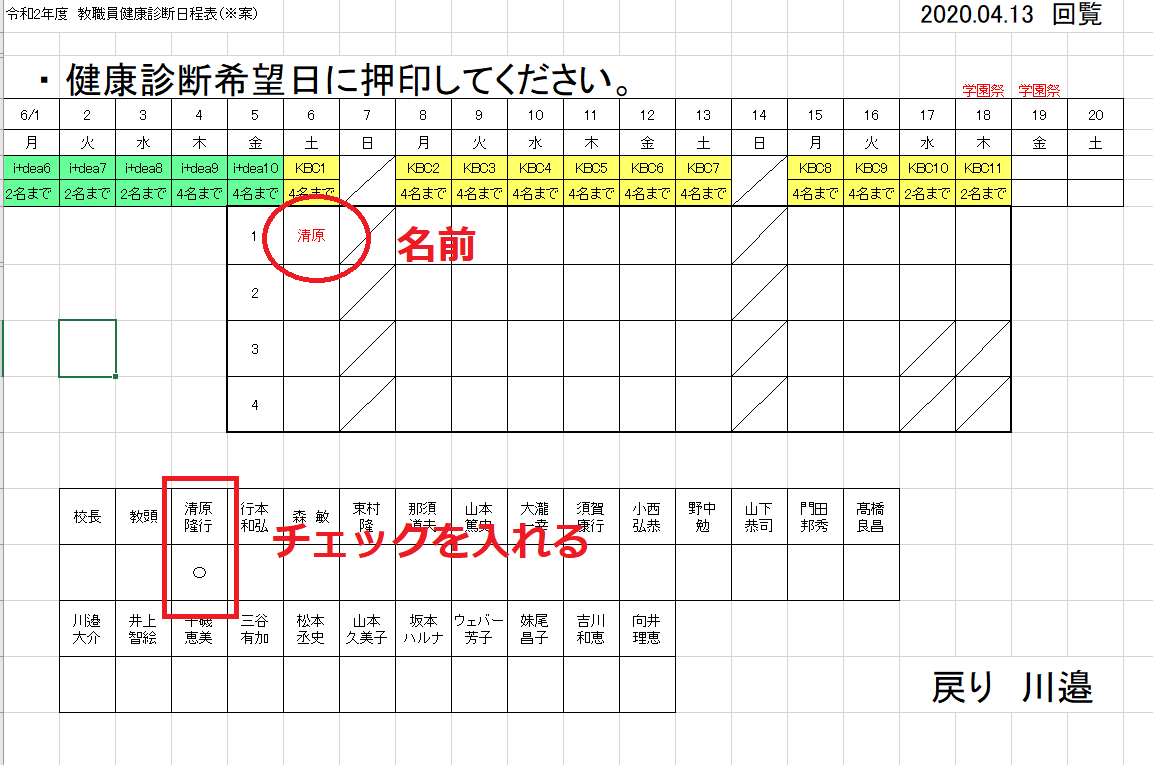 令和2年度 教職員健康診断日程表(※案)
2020.04.13 回覧
・健康診断希望日に押印してください。
学園祭 学園祭
6/1 2 3 4 5 6 7 8 9 10 11 12 13 14 15 16 17 18 19 20
月 火 水 木 金 土 日 月 火 水 木 金 土 日 月 火 水 木 金 土
i+dea6 i+dea7 i+dea8 i+dea9 i+dea10 KBC1 KBC2 KBC3 KBC4 KBC5 KBC6 KBC7 KBC8 KBC9 KBC10 KBC11
2名まで 2名まで 2名まで 4名まで 4名まで 4名まで 4名まで 4名まで 4名まで 4名まで 4名まで 4名まで 4名まで 4名まで 2名まで 2名まで
1 清原 名前
2
3
4
校長 教頭 清原 行本 森 敏 東村 那須 山本 大瀧 須賀 小西 野中 山下 門田 髙橋
隆行 和弘 隆 道夫 篤史 一幸 康行 弘恭 勉 恭司 邦秀 良昌
チェックを入れる
○
川邉 井上 千磯 三谷 松本 山本 坂本 ウェバー 妹尾 吉川 向井
大介 智絵 恵美 有加 丞史 久美子 ハルナ 芳子 昌子 和恵 理恵
戻り 川邉